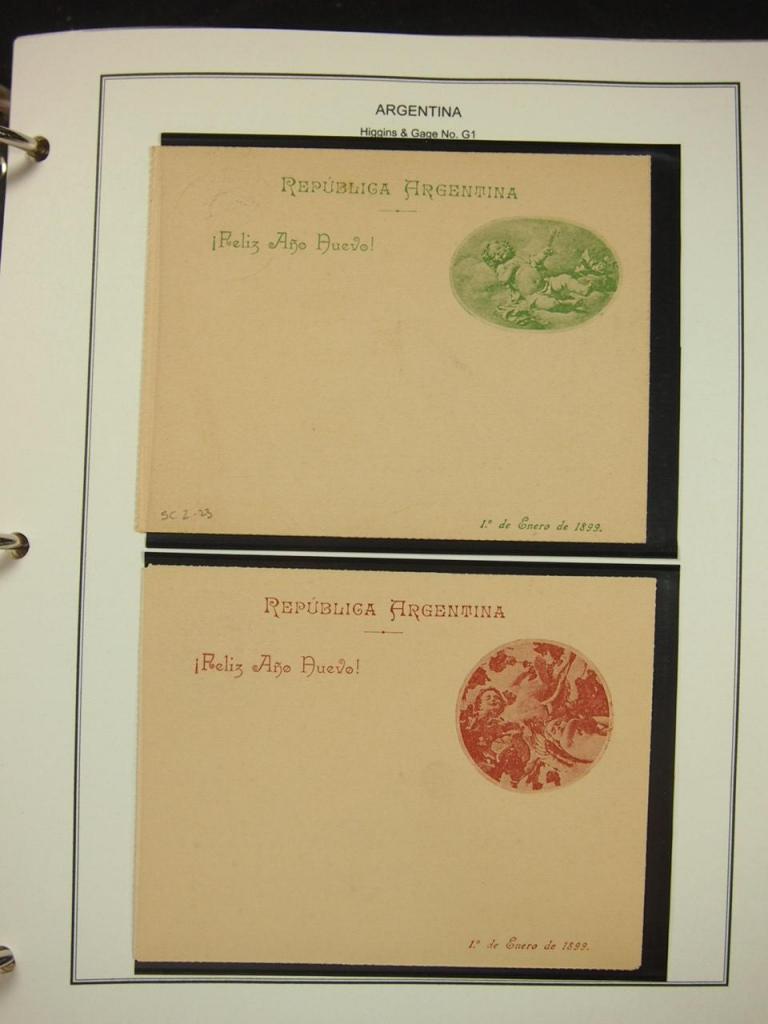 ARGENTINA
Higgins & Gage No. G1
REPÚBLICA ARGENTINA
¡Feliz Año Nuevo!
SC 2-23
1.º de Enero de 1899.
REPÚBLICA ARGENTINA
¡Feliz Año Nuevo!
1.º de Enero de 1899.